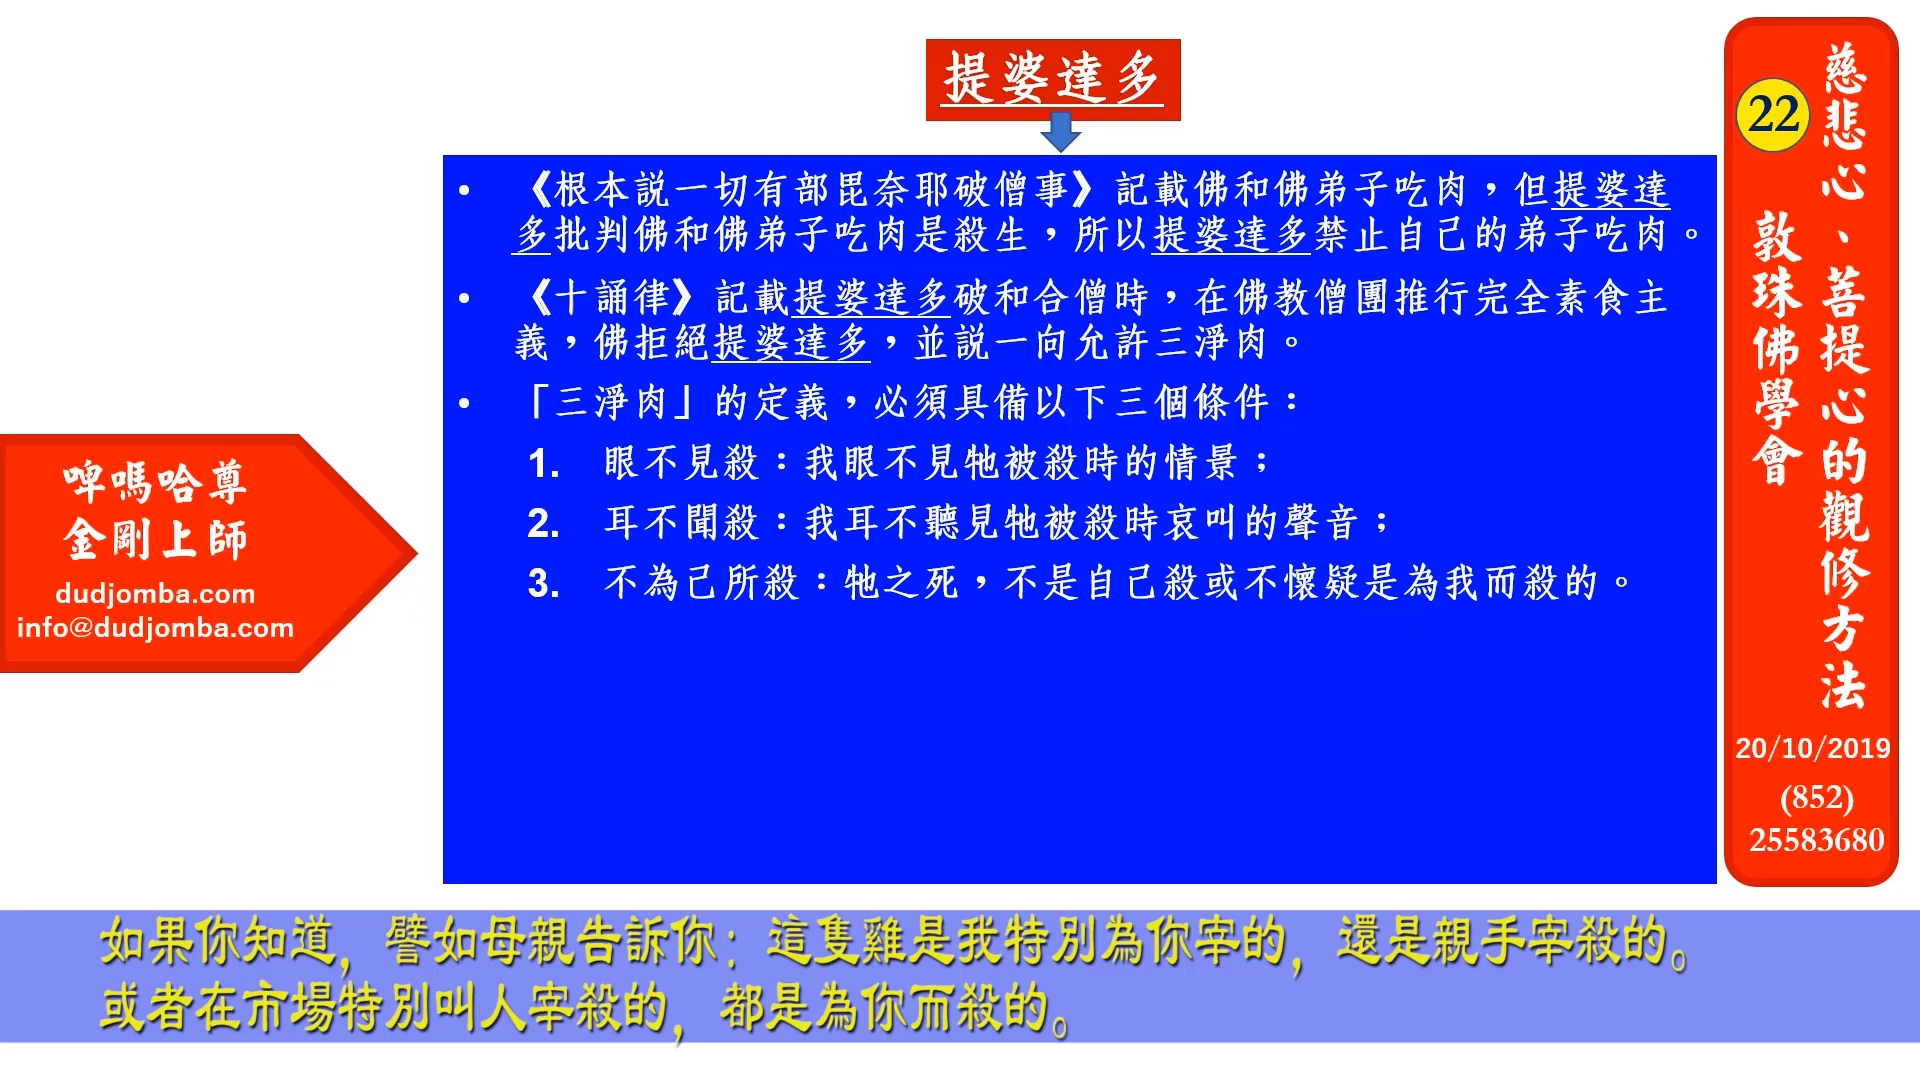 提婆達多
• 《根本說一切有部毘奈耶破僧事》記載佛和佛弟子吃肉，但提婆達
多批判佛和佛弟子吃肉是殺生，所以提婆達多禁止自己的弟子吃肉。
• 《十誦律》記載提婆達多破和合僧時，在佛教僧團推行完全素食主
義，佛拒絕提婆達多，並說一向允許三淨肉。
• 「三淨肉」的定義，必須具備以下三個條件：
1. 眼不見殺：我眼不見牠被殺時的情景；
2. 耳不聞殺：我耳不聽見牠被殺時哀叫的聲音；
3. 不為己所殺：牠之死，不是自己殺或不懷疑是為我而殺的。
啤嗎哈尊
金剛上師
dudjomba.com
info@dudjomba.com
慈悲心、菩提心的觀修方法
22
敦珠佛學會
20/10/2019
(852)
25583680
如果你知道，譬如母親告訴你：這隻雞是我特別為你宰的，還是親手宰殺的。
或者在市場特別叫人宰殺的，都是為你而殺的。